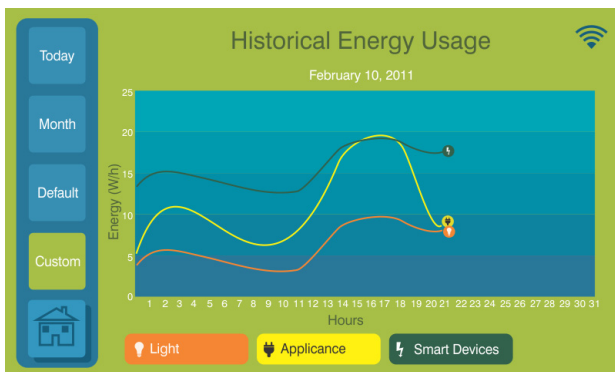 Historical Energy Usage
February 10, 2011
Today
Month
Default
Custom
Energy (W/h)
25
20
15
10
5
0
1 2 3 4 5 6 7 8 9 10 11 12 13 14 15 16 17 18 19 20 21 22 23 24 25 26 27 28 29 30 31
Hours
Light
Applicance
Smart Devices